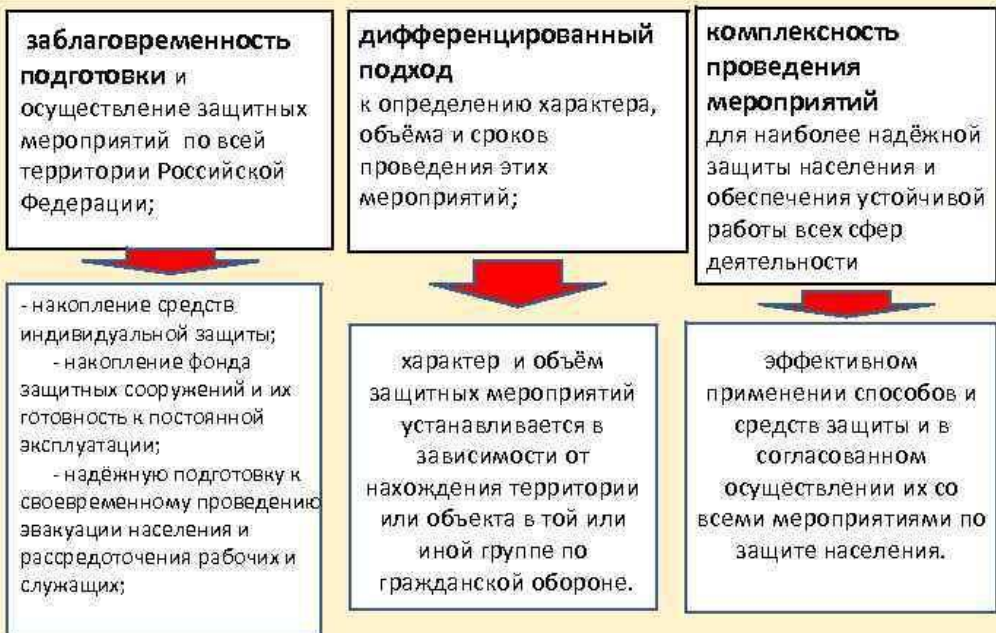 заблаговременность
подготовки и
осуществление защитных
мероприятий по всей
территории Российской
Федерации;
дифференцированный
подход
к определению характера,
объёма и сроков
проведения этих
мероприятий;
комплексность
проведения
мероприятий
для наиболее надёжной
защиты населения и
обеспечения устойчивой
работы всех сфер
деятельности
- накопление средств
индивидуальной защиты;
- накопление фонда
защитных сооружений и их
готовность к постоянной
эксплуатации;
- надёжную подготовку к
своевременному проведению
эвакуации населения и
рассредоточения рабочих и
служащих;
характер и объём
защитных мероприятий
устанавливается в
зависимости от
нахождения территории
или объекта в той или
иной группе по
гражданской обороне.
эффективном
применении способов и
средств защиты и в
согласованном
осуществлении их со
всеми мероприятиями по
защите населения.